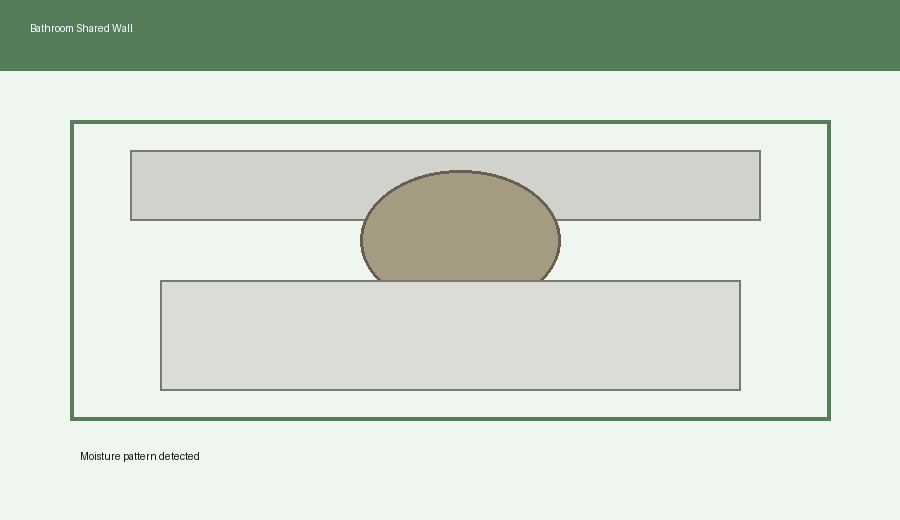 Bathroom Shared Wall
Moisture pattern detected